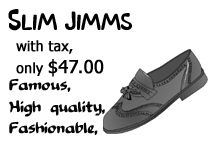 SLIM JIMMS
with tax,
only $47.00
Famous,
High quality,
Fashionable,